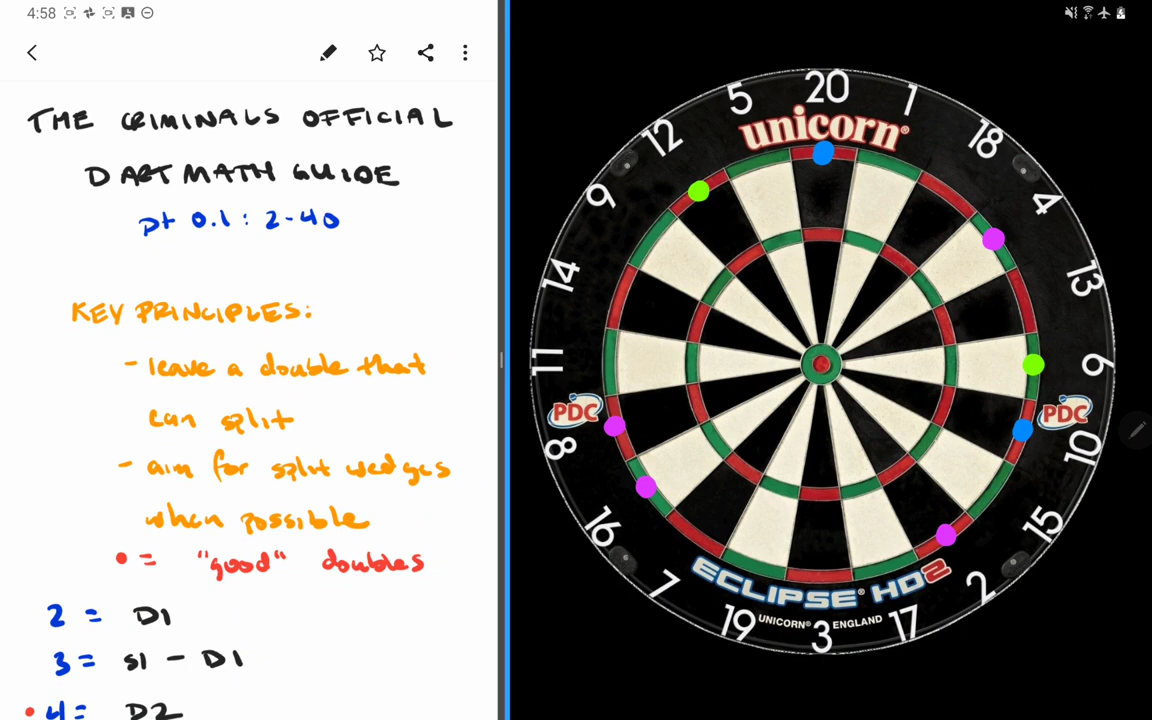 4:58
THE CRIMINALS OFFICIAL
DART MATH GUIDE
pt 0.1 : 2-40
KEY PRINCIPLES:
- leave a double that
can split
- aim for split wedges
when possible
• = "good" doubles
2 = D1
3 = S1 - D1
• 4 = D2
20
1
18
4
13
6
10
15
2
17
3
19
7
16
8
11
14
9
12
5
unicorn®
PDC
PDC
ECLIPSE® HD2
UNICORN® ENGLAND